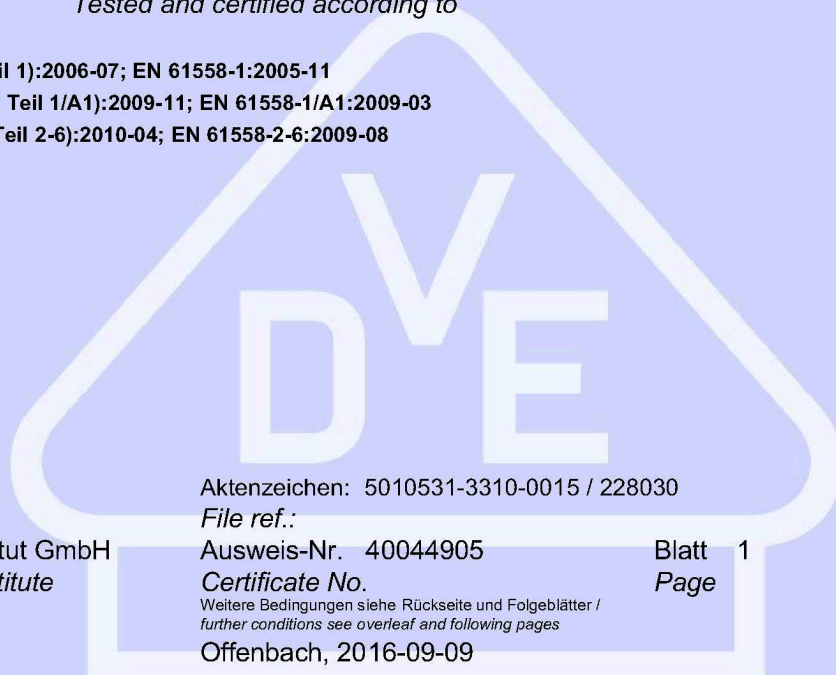 Tested and certified according to
il 1):2006-07; EN 61558-1:2005-11
Teil 1/A1):2009-11; EN 61558-1/A1:2009-03
Teil 2-6):2010-04; EN 61558-2-6:2009-08
VDE
Aktenzeichen: 5010531-3310-0015 / 228030
File ref.:
tut GmbH Ausweis-Nr. 40044905 Blatt 1
titute Certificate No. Page
Weitere Bedingungen siehe Rückseite und Folgeblätter /
further conditions see overleaf and following pages
Offenbach, 2016-09-09